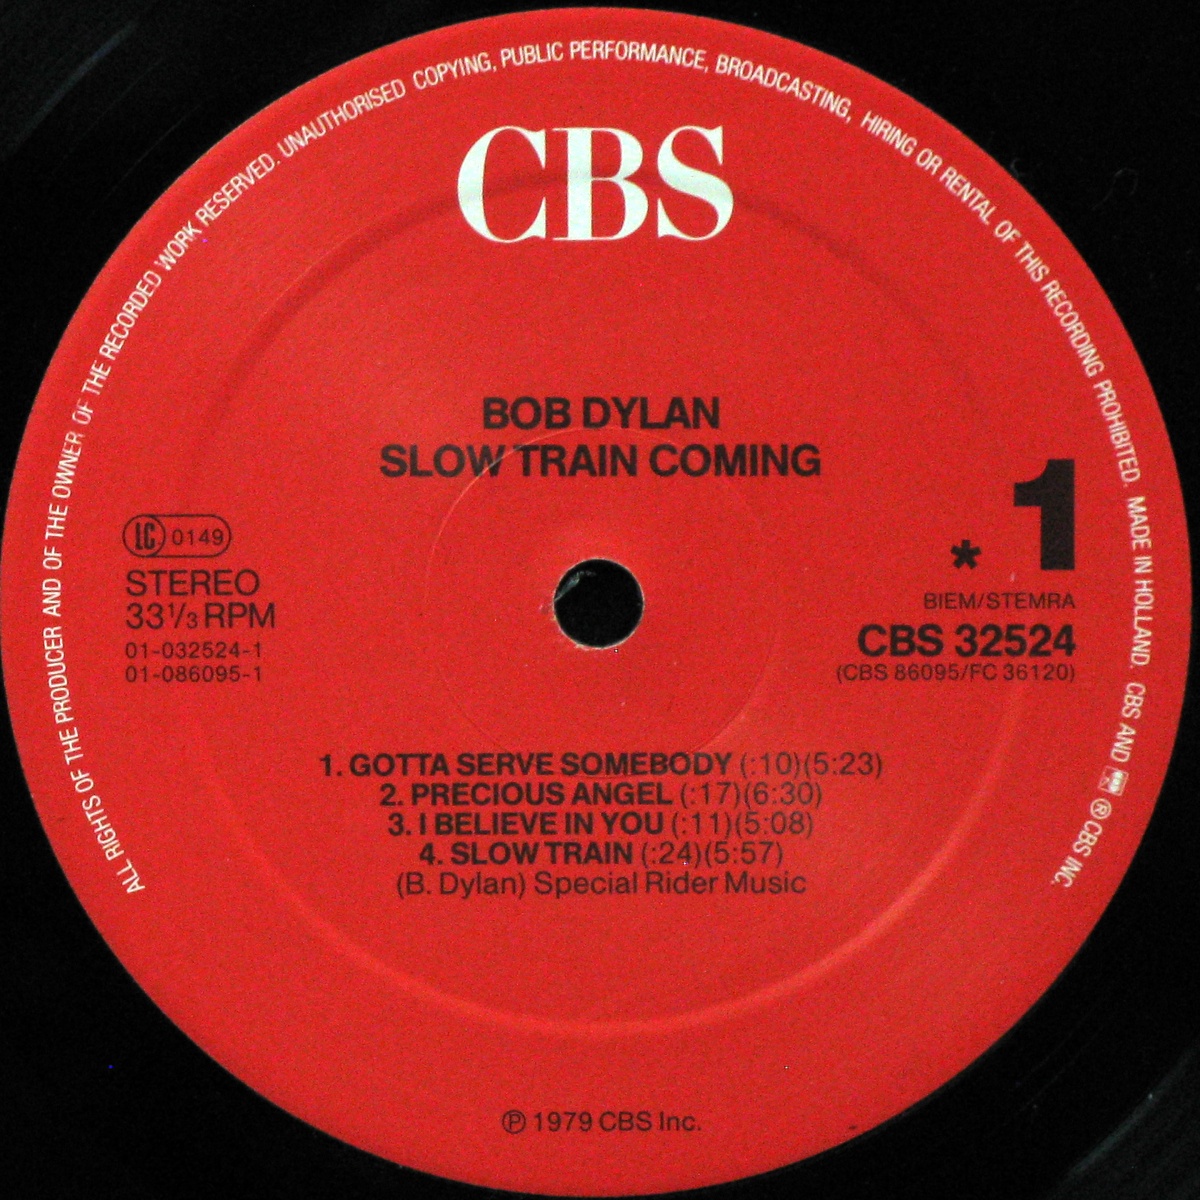 ALL RIGHTS OF THE PRODUCER AND OF THE OWNER OF THE RECORDED WORK RESERVED. UNAUTHORISED COPYING, PUBLIC PERFORMANCE, BROADCASTING, HIRING OR RENTAL OF THIS RECORDING PROHIBITED. MADE IN HOLLAND. CBS AND ® CBS INC.
CBS
BOB DYLAN
SLOW TRAIN COMING
LC 0149
STEREO
33⅓ RPM
01-032524-1
01-086095-1
1
*
BIEM/STEMRA
CBS 32524
(CBS 86095/FC 36120)
1. GOTTA SERVE SOMEBODY (:10)(5:23)
2. PRECIOUS ANGEL (:17)(6:30)
3. I BELIEVE IN YOU (:11)(5:08)
4. SLOW TRAIN (:24)(5:57)
(B. Dylan) Special Rider Music
℗ 1979 CBS Inc.